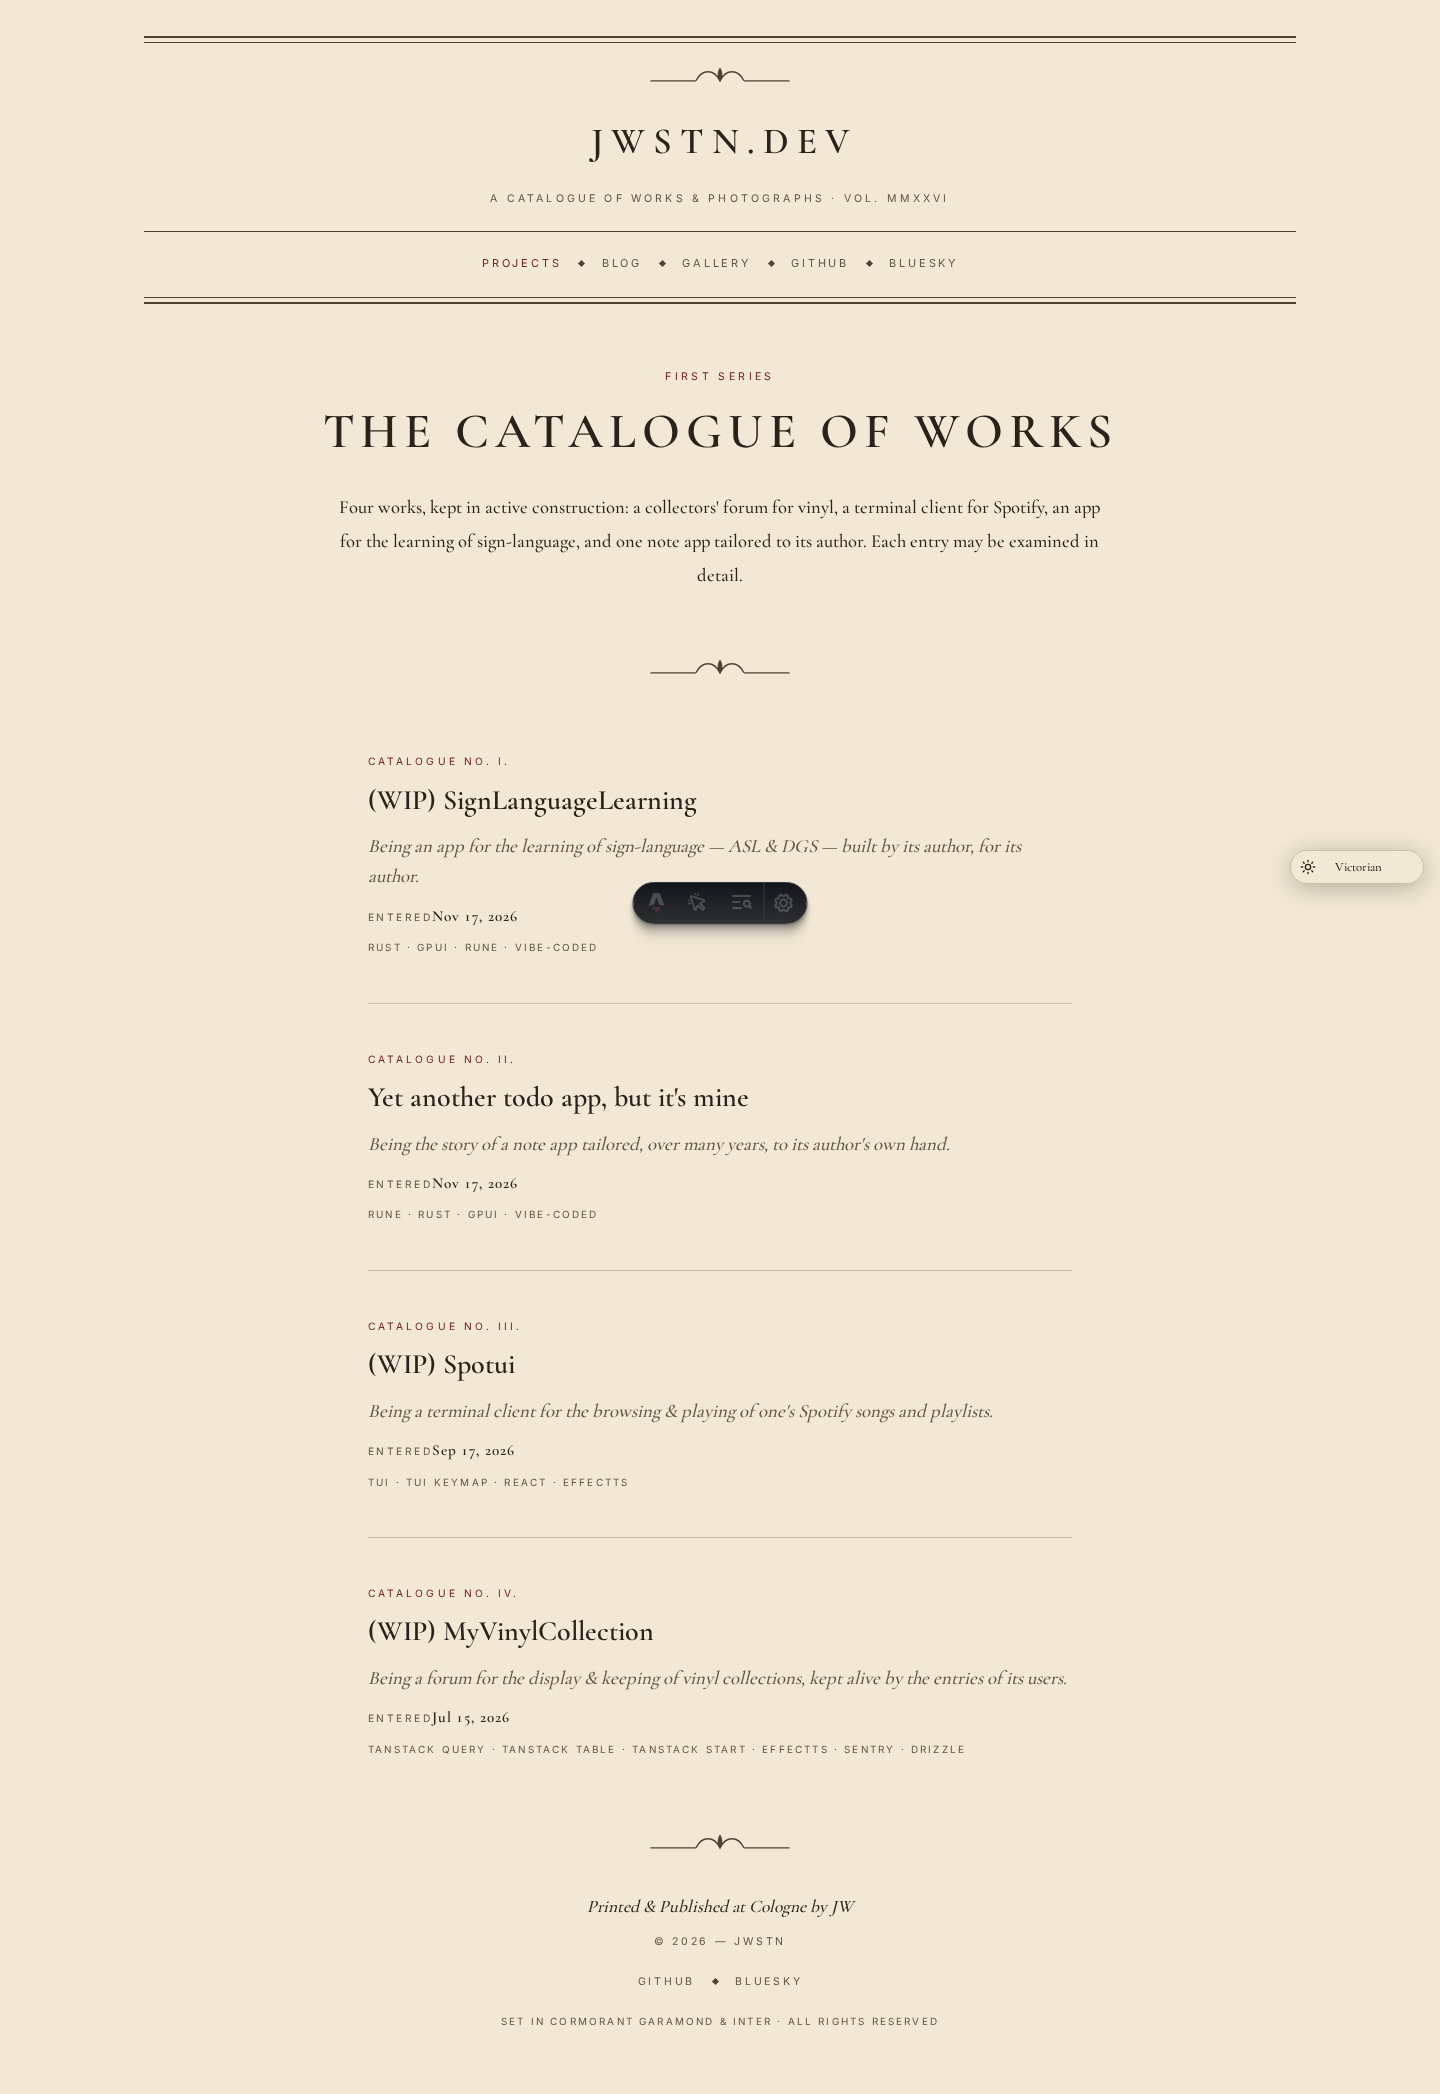 JWSTN.DEV
A CATALOGUE OF WORKS & PHOTOGRAPHS · VOL. MMXXVI
PROJECTS ◆ BLOG ◆ GALLERY ◆ GITHUB ◆ BLUESKY
FIRST SERIES
THE CATALOGUE OF WORKS
Four works, kept in active construction: a collectors' forum for vinyl, a terminal client for Spotify, an app
for the learning of sign-language, and one note app tailored to its author. Each entry may be examined in
detail.
CATALOGUE NO. I.
(WIP) SignLanguageLearning
Being an app for the learning of sign-language — ASL & DGS — built by its author, for its
author.
Victorian
ENTEREDNov 17, 2026
RUST · GPUI · RUNE · VIBE-CODED
CATALOGUE NO. II.
Yet another todo app, but it's mine
Being the story of a note app tailored, over many years, to its author's own hand.
ENTEREDNov 17, 2026
RUNE · RUST · GPUI · VIBE-CODED
CATALOGUE NO. III.
(WIP) Spotui
Being a terminal client for the browsing & playing of one's Spotify songs and playlists.
ENTEREDSep 17, 2026
TUI · TUI KEYMAP · REACT · EFFECTTS
CATALOGUE NO. IV.
(WIP) MyVinylCollection
Being a forum for the display & keeping of vinyl collections, kept alive by the entries of its users.
ENTEREDJul 15, 2026
TANSTACK QUERY · TANSTACK TABLE · TANSTACK START · EFFECTTS · SENTRY · DRIZZLE
Printed & Published at Cologne by JW
© 2026 — JWSTN
GITHUB ◆ BLUESKY
SET IN CORMORANT GARAMOND & INTER · ALL RIGHTS RESERVED